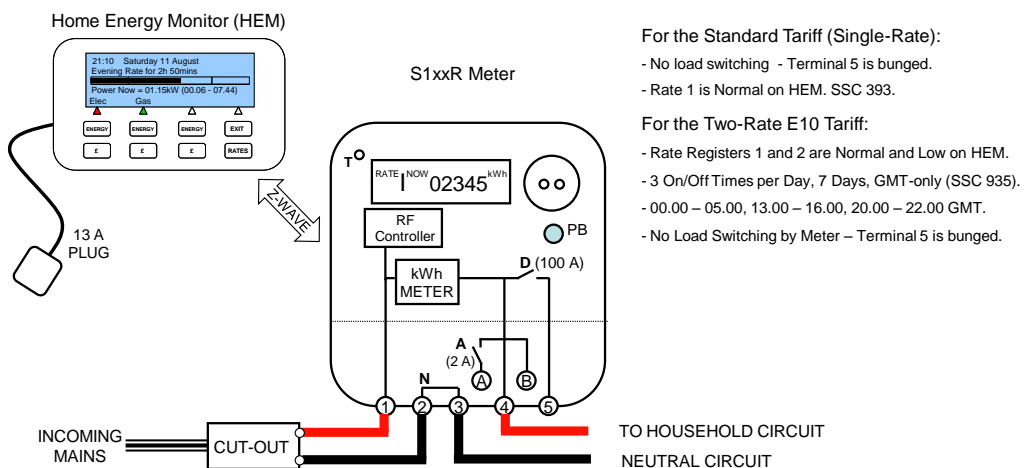 Home Energy Monitor (HEM)
21:10 Saturday 11 August
Evening Rate for 2h 50mins
Power Now = 01.15kW (00.06 - 07.44)
Elec Gas
ENERGY ENERGY ENERGY EXIT
£ £ £ RATES
13 A
PLUG
Z-WAVE
S1xxR Meter
T
RATE I NOW 02345 kWh
RF
Controller
PB
kWh
METER
D (100 A)
A
(2 A)
A B
N
1 2 3 4 5
INCOMING
MAINS
CUT-OUT
TO HOUSEHOLD CIRCUIT
NEUTRAL CIRCUIT
For the Standard Tariff (Single-Rate):
- No load switching - Terminal 5 is bunged.
- Rate 1 is Normal on HEM. SSC 393.
For the Two-Rate E10 Tariff:
- Rate Registers 1 and 2 are Normal and Low on HEM.
- 3 On/Off Times per Day, 7 Days, GMT-only (SSC 935).
- 00.00 – 05.00, 13.00 – 16.00, 20.00 – 22.00 GMT.
- No Load Switching by Meter – Terminal 5 is bunged.